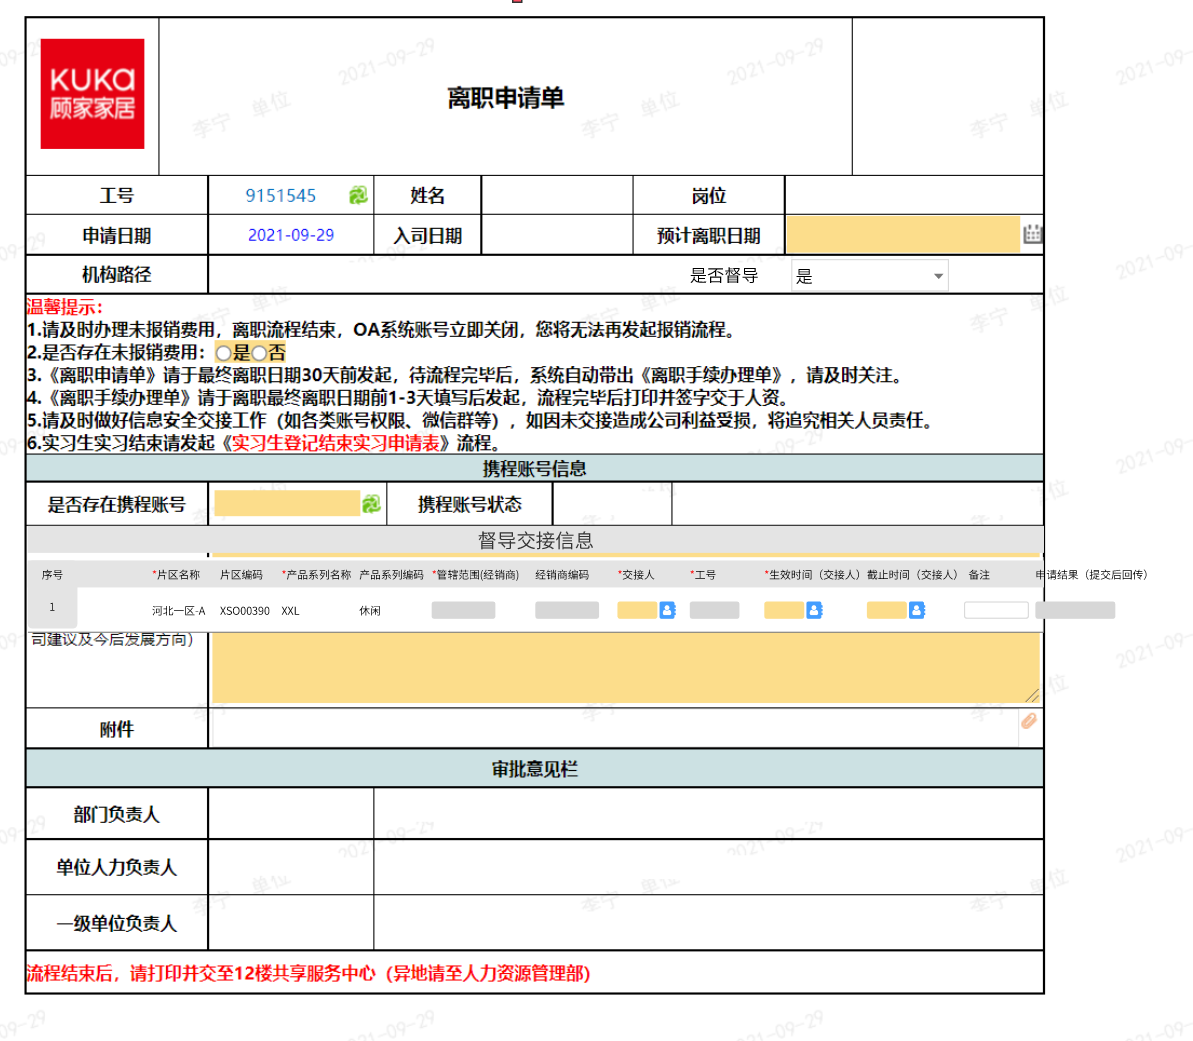 KUKa
顾家家居
离职申请单
工号 9151545 姓名 岗位
申请日期 2021-09-29 入司日期 预计离职日期
机构路径 是否督导 是
温馨提示：
1.请及时办理未报销费用，离职流程结束，OA系统账号立即关闭，您将无法再发起报销流程。
2.是否存在未报销费用：是否
3.《离职申请单》请于最终离职日期30天前发起，待流程完毕后，系统自动带出《离职手续办理单》，请及时关注。
4.《离职手续办理单》请于离职最终离职日期前1-3天填写后发起，流程完毕后打印并签字交于人资。
5.请及时做好信息安全交接工作（如各类账号权限、微信群等），如因未交接造成公司利益受损，将追究相关人员责任。
6.实习生实习结束请发起《实习生登记结束实习申请表》流程。
携程账号信息
是否存在携程账号 携程账号状态
督导交接信息
序号 *片区名称 片区编码 *产品系列名称 产品系列编码 *管辖范围(经销商) 经销商编码 *交接人 *工号 *生效时间（交接人） 截止时间（交接人） 备注 申请结果（提交后回传）
1 河北一区-A XSO00390 XXL 休闲
司建议及今后发展方向）
附件
审批意见栏
部门负责人
单位人力负责人
一级单位负责人
流程结束后，请打印并交至12楼共享服务中心（异地请至人力资源管理部）
李宁 单位 2021-09-29